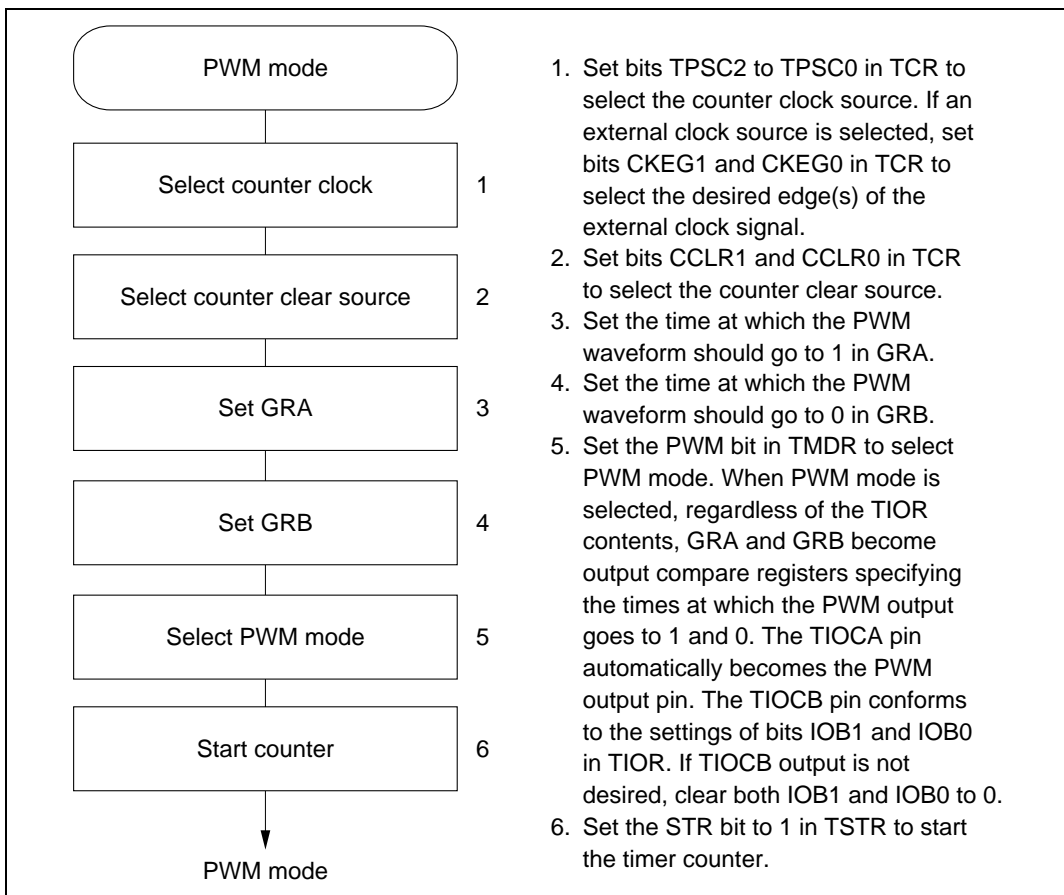 PWM mode
Select counter clock 1
Select counter clear source 2
Set GRA 3
Set GRB 4
Select PWM mode 5
Start counter 6
PWM mode
1. Set bits TPSC2 to TPSC0 in TCR to
select the counter clock source. If an
external clock source is selected, set
bits CKEG1 and CKEG0 in TCR to
select the desired edge(s) of the
external clock signal.
2. Set bits CCLR1 and CCLR0 in TCR
to select the counter clear source.
3. Set the time at which the PWM
waveform should go to 1 in GRA.
4. Set the time at which the PWM
waveform should go to 0 in GRB.
5. Set the PWM bit in TMDR to select
PWM mode. When PWM mode is
selected, regardless of the TIOR
contents, GRA and GRB become
output compare registers specifying
the times at which the PWM output
goes to 1 and 0. The TIOCA pin
automatically becomes the PWM
output pin. The TIOCB pin conforms
to the settings of bits IOB1 and IOB0
in TIOR. If TIOCB output is not
desired, clear both IOB1 and IOB0 to 0.
6. Set the STR bit to 1 in TSTR to start
the timer counter.